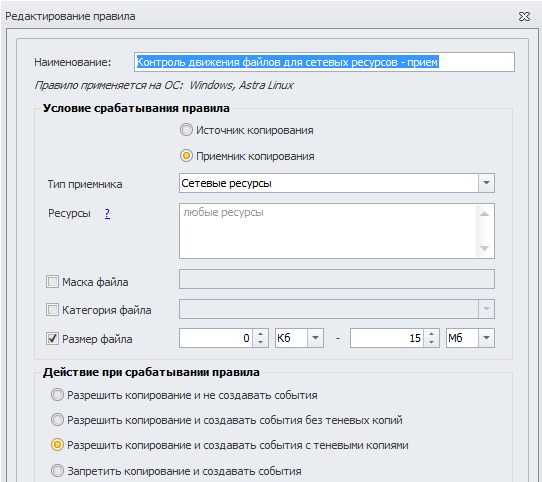 Редактирование правила
Наименование: Контроль движения файлов для сетевых ресурсов - прием
Правило применяется на ОС: Windows, Astra Linux
Условие срабатывания правила
Источник копирования
Приемник копирования
Тип приемника Сетевые ресурсы
Ресурсы ? любые ресурсы
Маска файла
Категория файла
Размер файла 0 Кб - 15 Мб
Действие при срабатывании правила
Разрешить копирование и не создавать события
Разрешить копирование и создавать события без теневых копий
Разрешить копирование и создавать события с теневыми копиями
Запретить копирование и создавать события